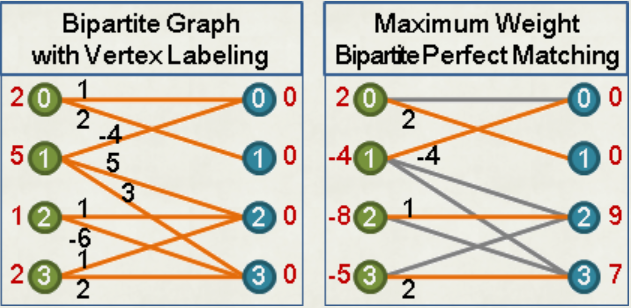 Bipartite Graph
with Vertex Labeling
2 0 1 0 0
2
-4
5 1 5 1 0
3
1 2 1 2 0
-6
1
2 3 2 3 0
Maximum Weight
Bipartite Perfect Matching
2 0 0 0
2
-4 1 -4 1 0
-8 2 1 2 9
-5 3 2 3 7